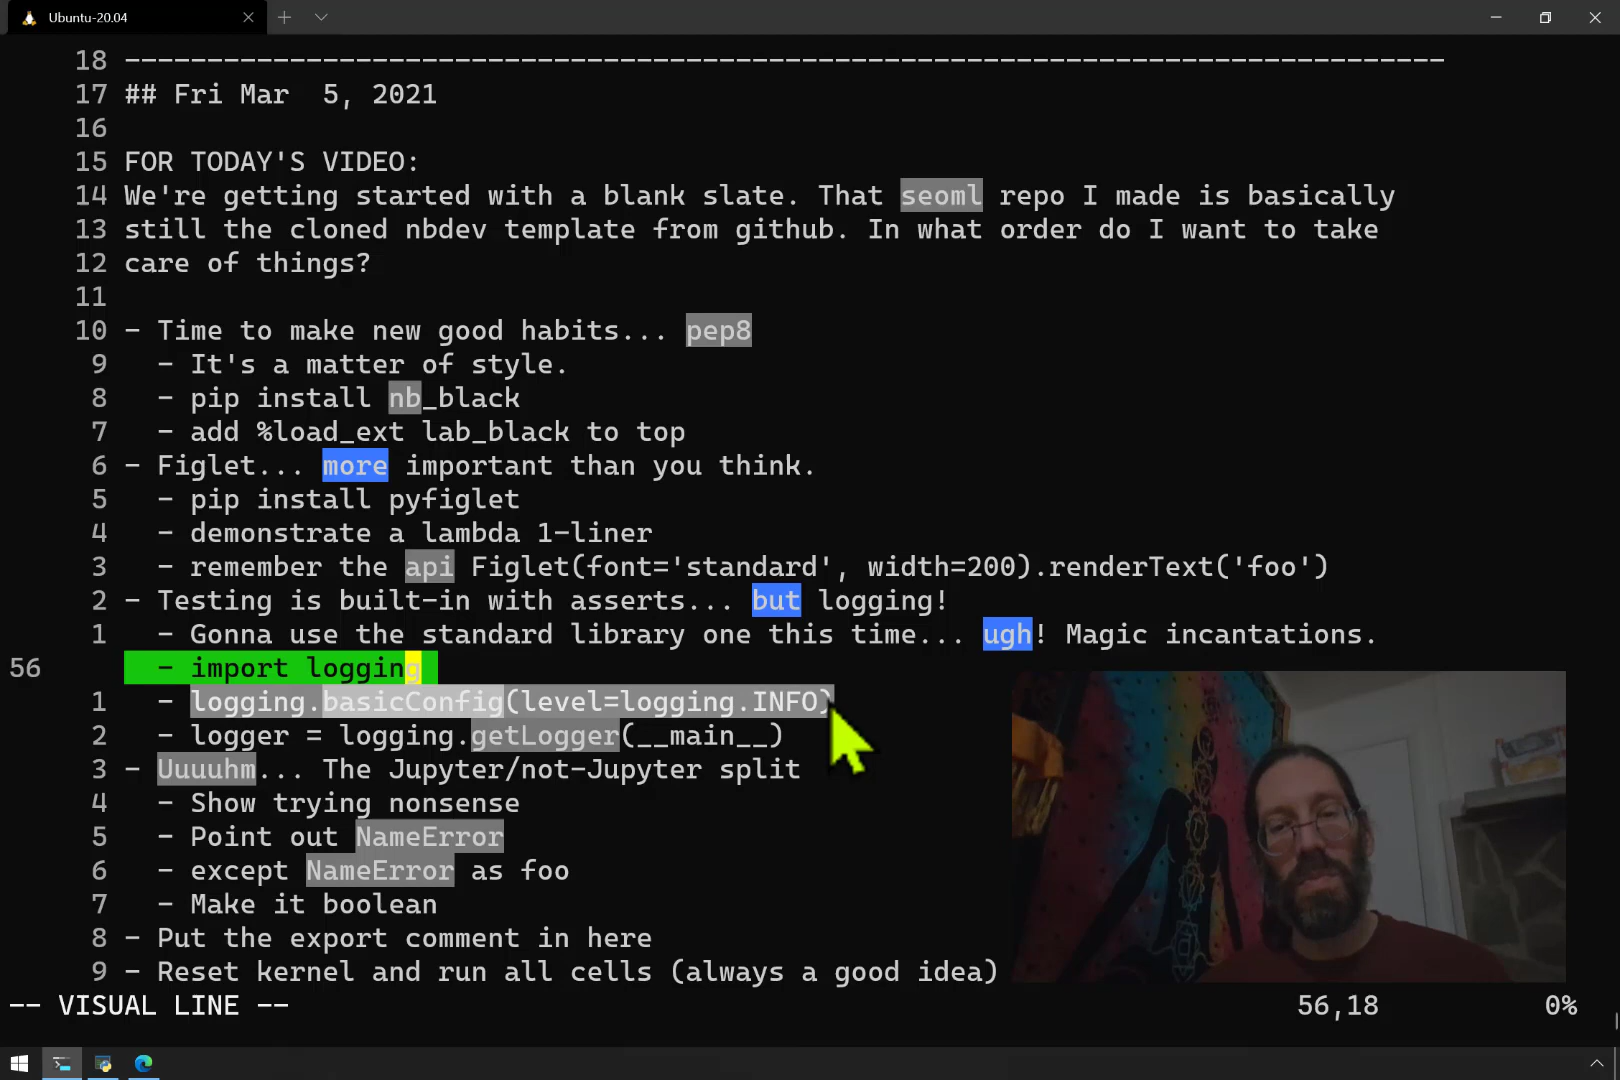 Ubuntu-20.04
18 --------------------------------------------------------------------------------
17 ## Fri Mar  5, 2021
16
15 FOR TODAY'S VIDEO:
14 We're getting started with a blank slate. That seoml repo I made is basically
13 still the cloned nbdev template from github. In what order do I want to take
12 care of things?
11
10 - Time to make new good habits... pep8
9   - It's a matter of style.
8   - pip install nb_black
7   - add %load_ext lab_black to top
6 - Figlet... more important than you think.
5   - pip install pyfiglet
4   - demonstrate a lambda 1-liner
3   - remember the api Figlet(font='standard', width=200).renderText('foo')
2 - Testing is built-in with asserts... but logging!
1   - Gonna use the standard library one this time... ugh! Magic incantations.
56   - import logging
1   - logging.basicConfig(level=logging.INFO)
2   - logger = logging.getLogger(__main__)
3 - Uuuuhm... The Jupyter/not-Jupyter split
4   - Show trying nonsense
5   - Point out NameError
6   - except NameError as foo
7   - Make it boolean
8 - Put the export comment in here
9 - Reset kernel and run all cells (always a good idea)
-- VISUAL LINE -- 56,18 0%